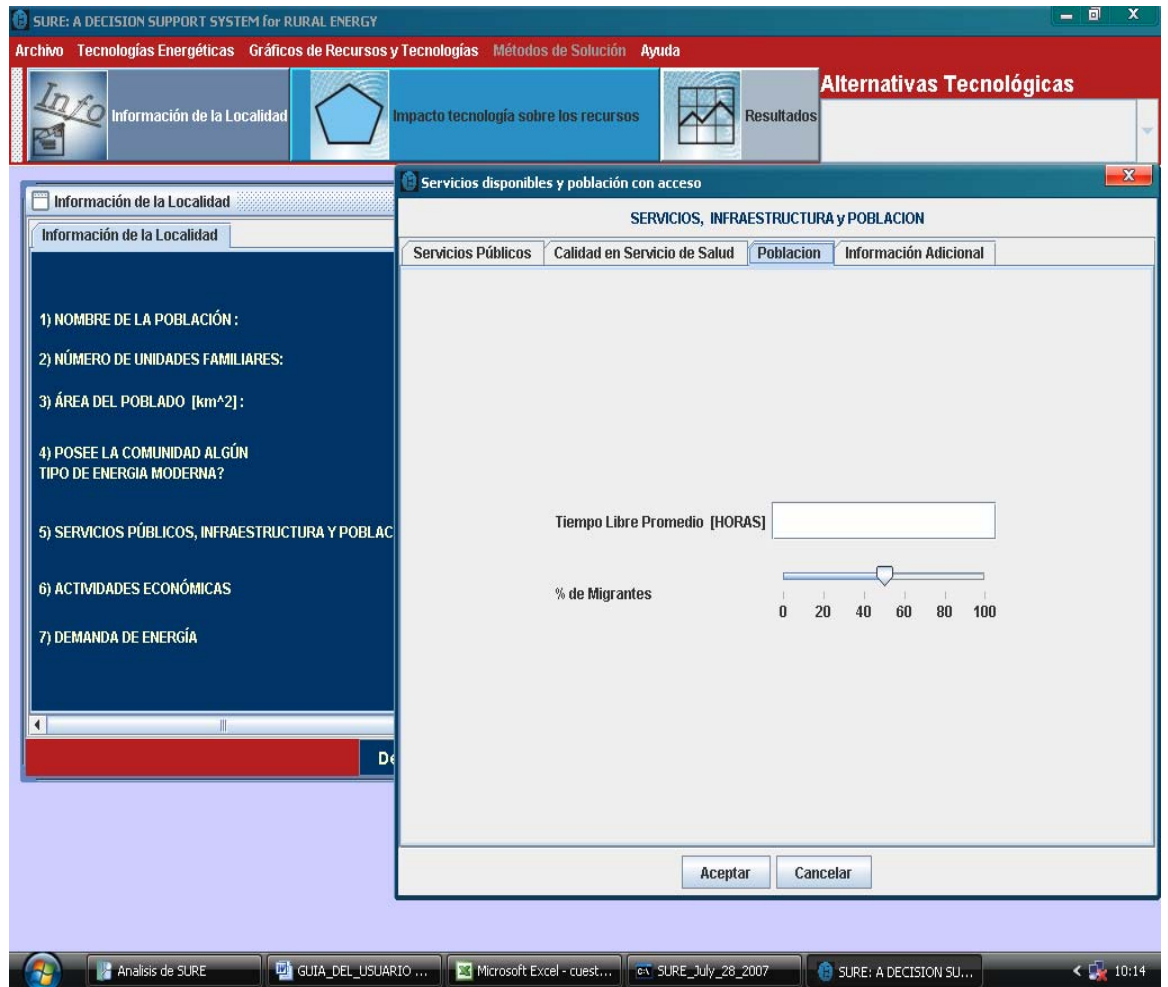 SURE: A DECISION SUPPORT SYSTEM for RURAL ENERGY
Archivo Tecnologías Energéticas Gráficos de Recursos y Tecnologías Métodos de Solución Ayuda
Info
Información de la Localidad
Impacto tecnología sobre los recursos
Resultados
Alternativas Tecnológicas
Información de la Localidad
Información de la Localidad
1) NOMBRE DE LA POBLACIÓN :
2) NÚMERO DE UNIDADES FAMILIARES:
3) ÁREA DEL POBLADO [km^2] :
4) POSEE LA COMUNIDAD ALGÚN
TIPO DE ENERGIA MODERNA?
5) SERVICIOS PÚBLICOS, INFRAESTRUCTURA Y POBLAC
6) ACTIVIDADES ECONÓMICAS
7) DEMANDA DE ENERGÍA
De
Servicios disponibles y población con acceso
SERVICIOS, INFRAESTRUCTURA y POBLACION
Servicios Públicos Calidad en Servicio de Salud Poblacion Información Adicional
Tiempo Libre Promedio [HORAS]
% de Migrantes
0 20 40 60 80 100
Aceptar Cancelar
Analisis de SURE GUIA_DEL_USUARIO ... Microsoft Excel - cuest... SURE_July_28_2007 SURE: A DECISION SU... 10:14